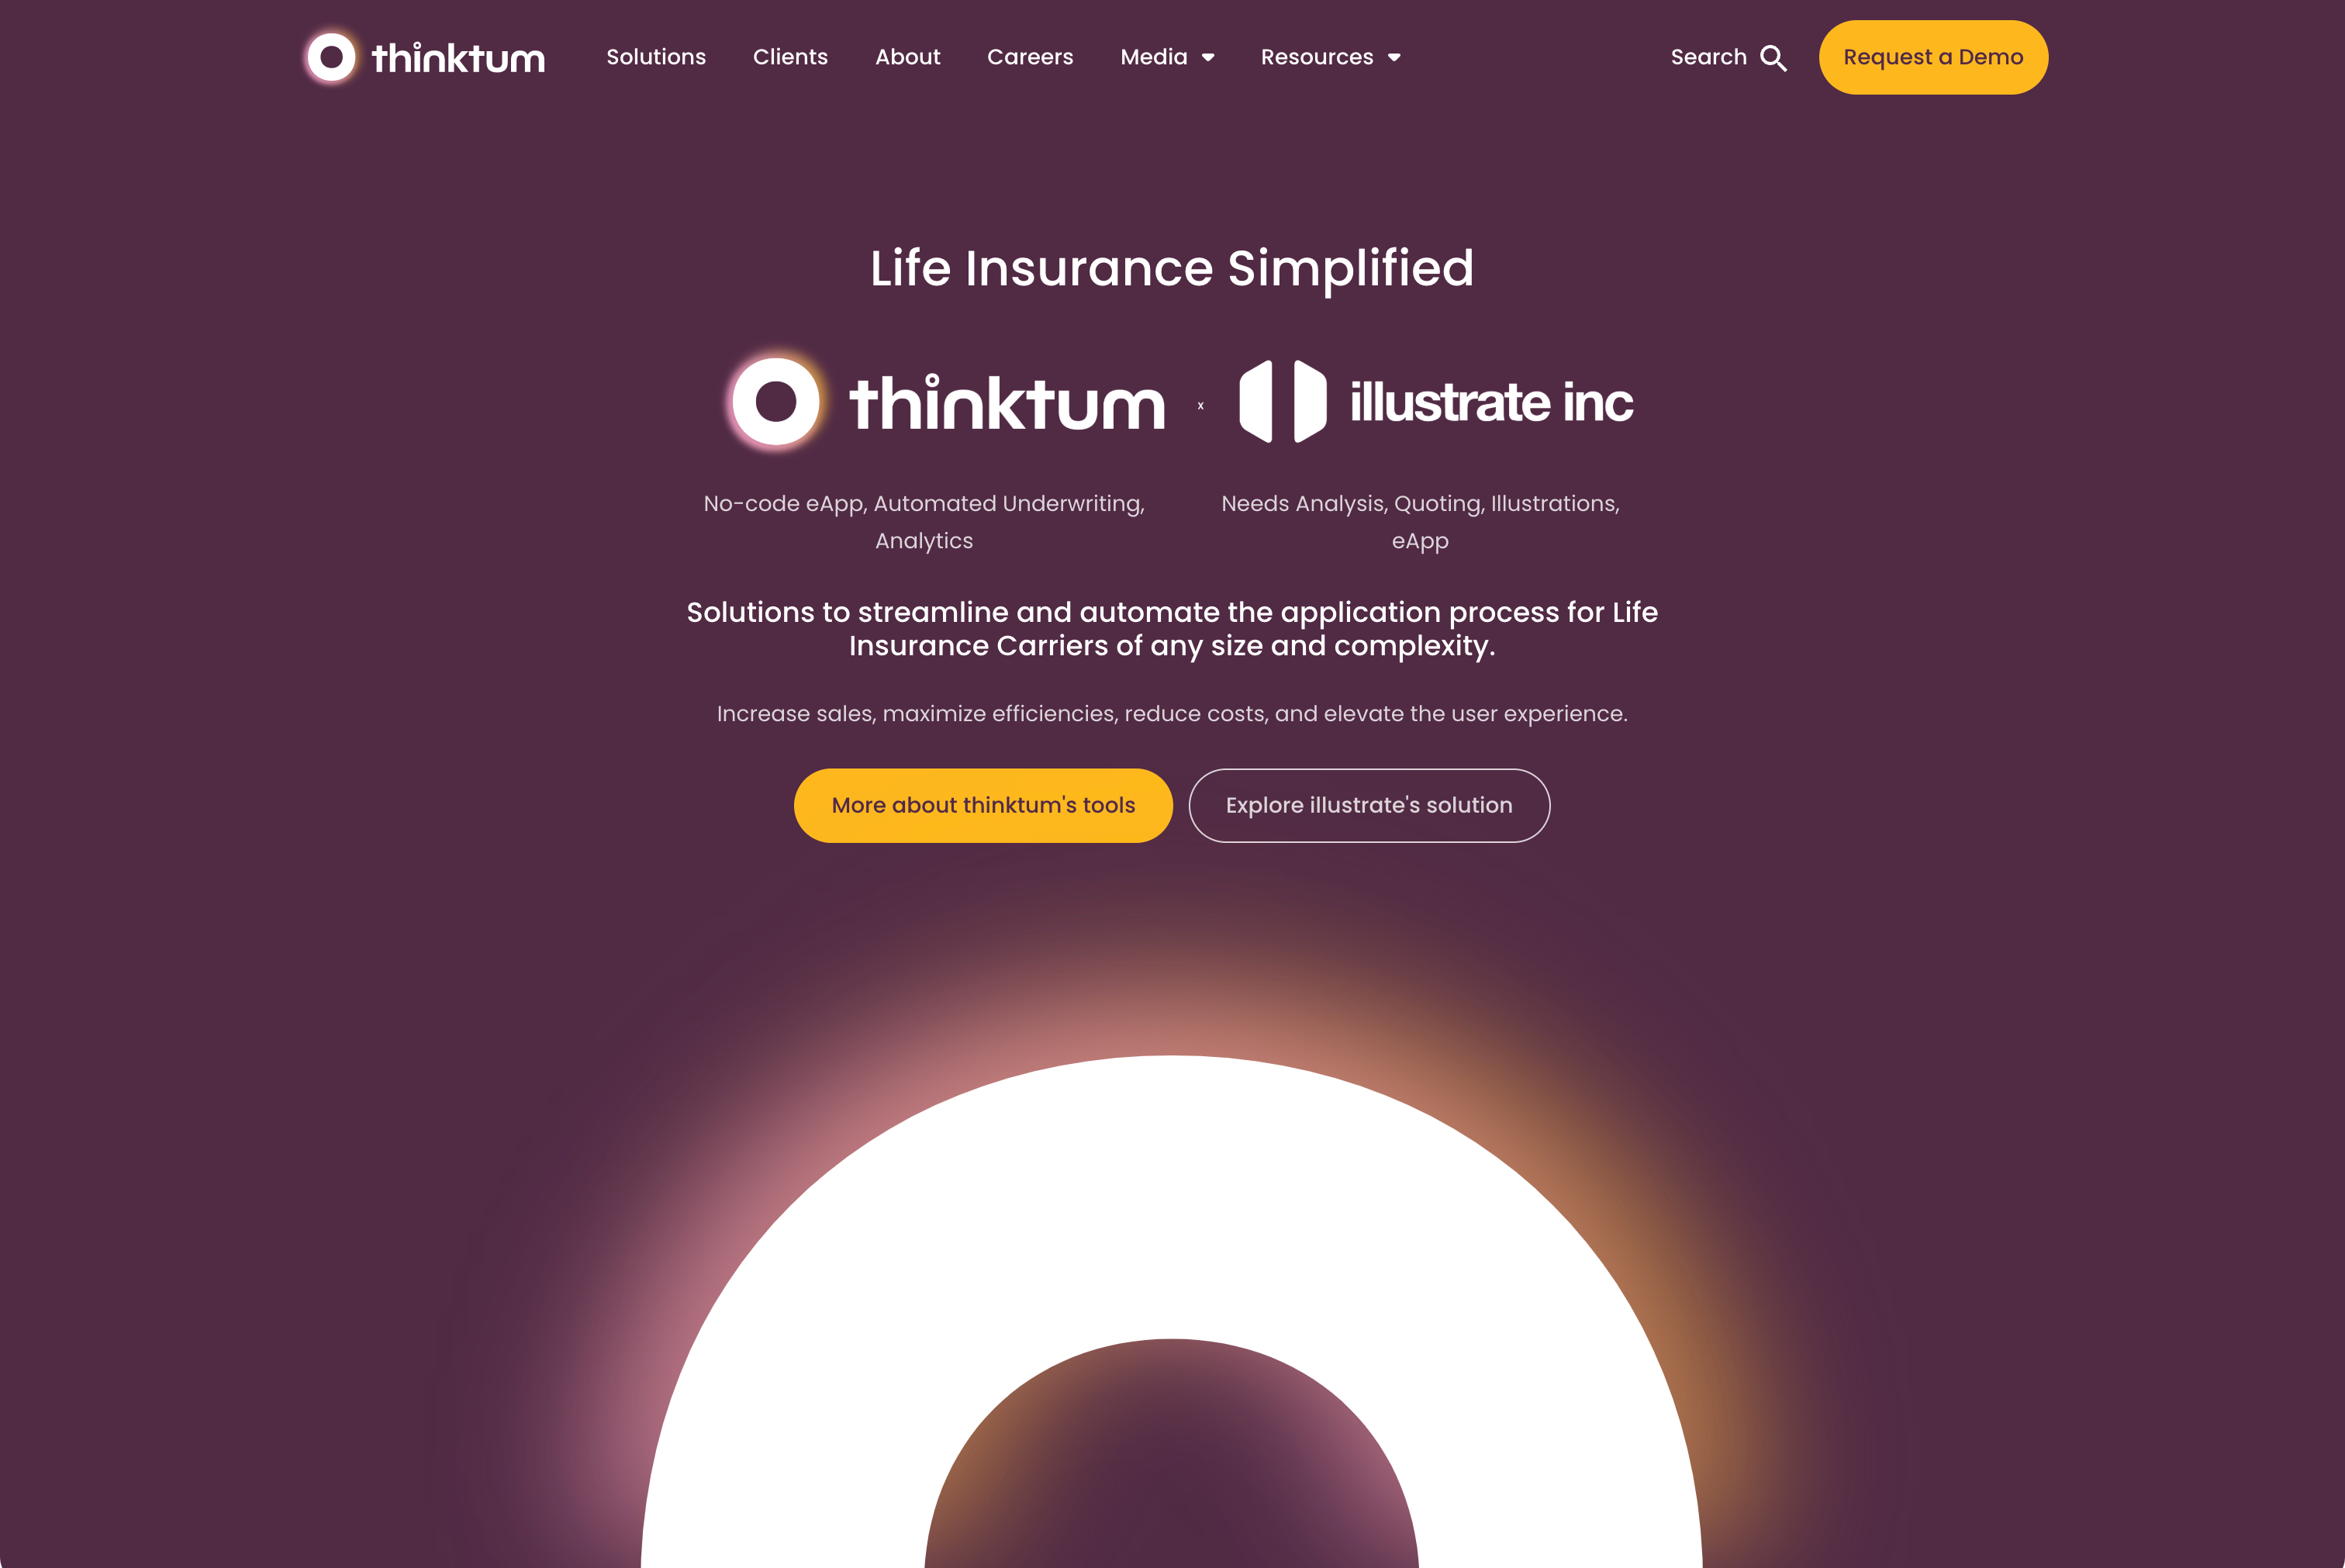 thinktum
Solutions
Clients
About
Careers
Media
Resources
Search
Request a Demo
Life Insurance Simplified
thinktum x illustrate inc
No-code eApp, Automated Underwriting,
Analytics
Needs Analysis, Quoting, Illustrations,
eApp
Solutions to streamline and automate the application process for Life
Insurance Carriers of any size and complexity.
Increase sales, maximize efficiencies, reduce costs, and elevate the user experience.
More about thinktum's tools
Explore illustrate's solution